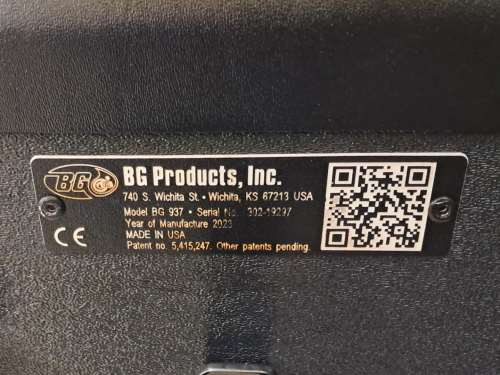 BG
BG Products, Inc.
740 S. Wichita St. • Wichita, KS 67213 USA
Model BG 937 • Serial No. 302-19297
Year of Manufacture 2023
MADE IN USA
Patent no. 5,415,247. Other patents pending.
CE